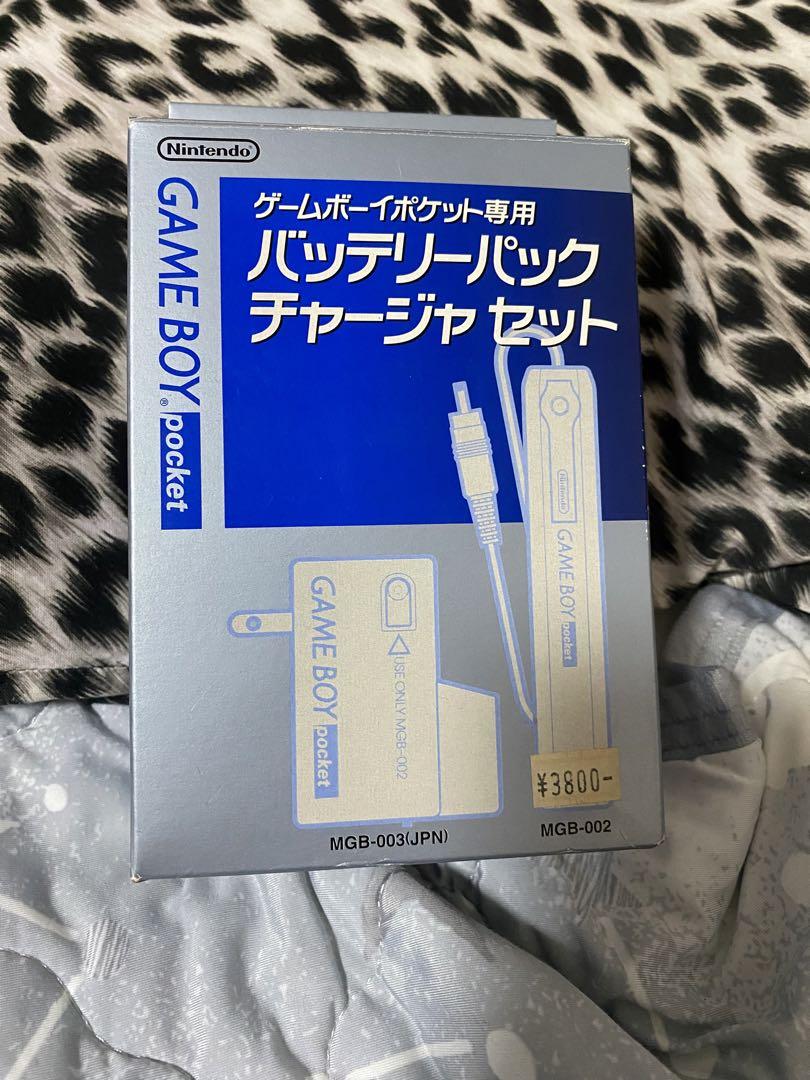 Nintendo
GAME BOY® pocket
ゲームボーイポケット専用
バッテリーパック
チャージャ セット
Nintendo
GAME BOY pocket
GAME BOY pocket
USE ONLY MGB-002
¥3800-
MGB-003(JPN)
MGB-002